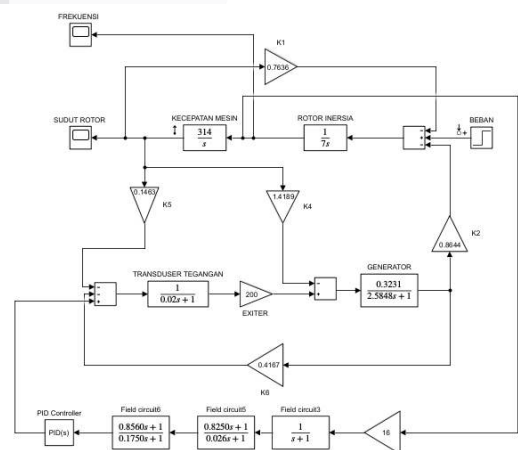 FREKUENSI
K1
0.7636
SUDUT ROTOR
KECEPATAN MESIN
314
s
ROTOR INERSIA
1
7s
BEBAN
0.1463
K5
1.4189
K4
K2
0.8644
TRANSDUSER TEGANGAN
1
0.02s + 1
200
EXITER
GENERATOR
0.3231
2.5848s + 1
0.4167
K6
PID Controller
PID(s)
Field circuit6
0.8560s + 1
0.1750s + 1
Field circuit5
0.8250s + 1
0.026s + 1
Field circuit3
1
s + 1
16